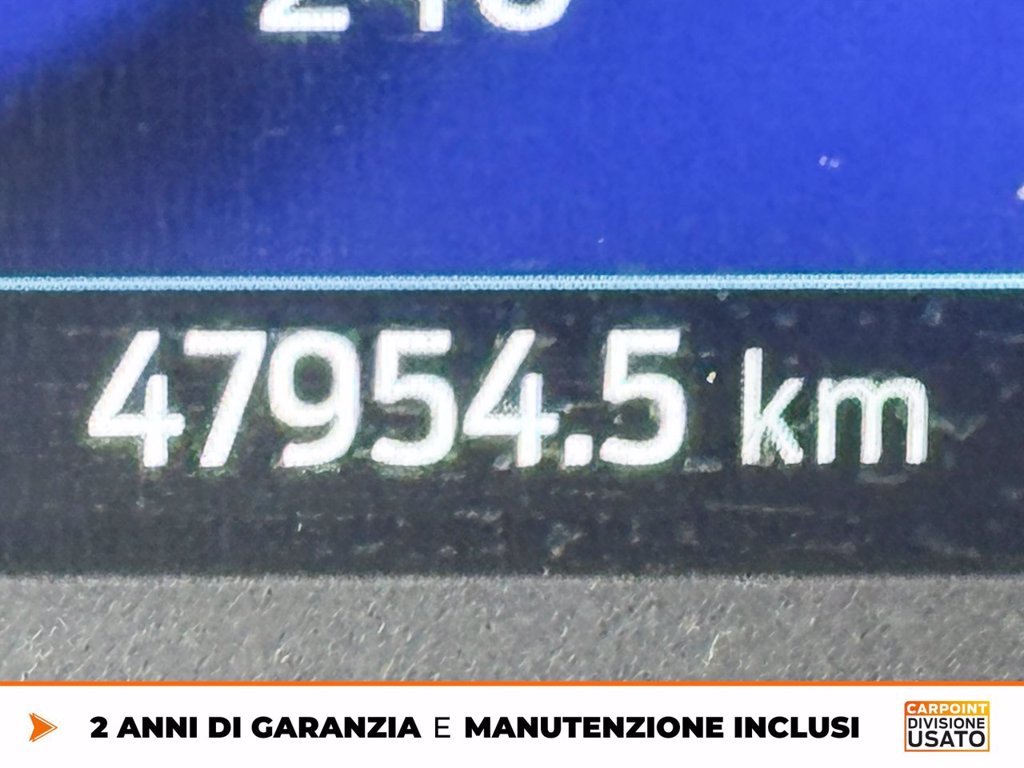 47954.5 km
2 ANNI DI GARANZIA E MANUTENZIONE INCLUSI
CARPOINT
DIVISIONE
USATO